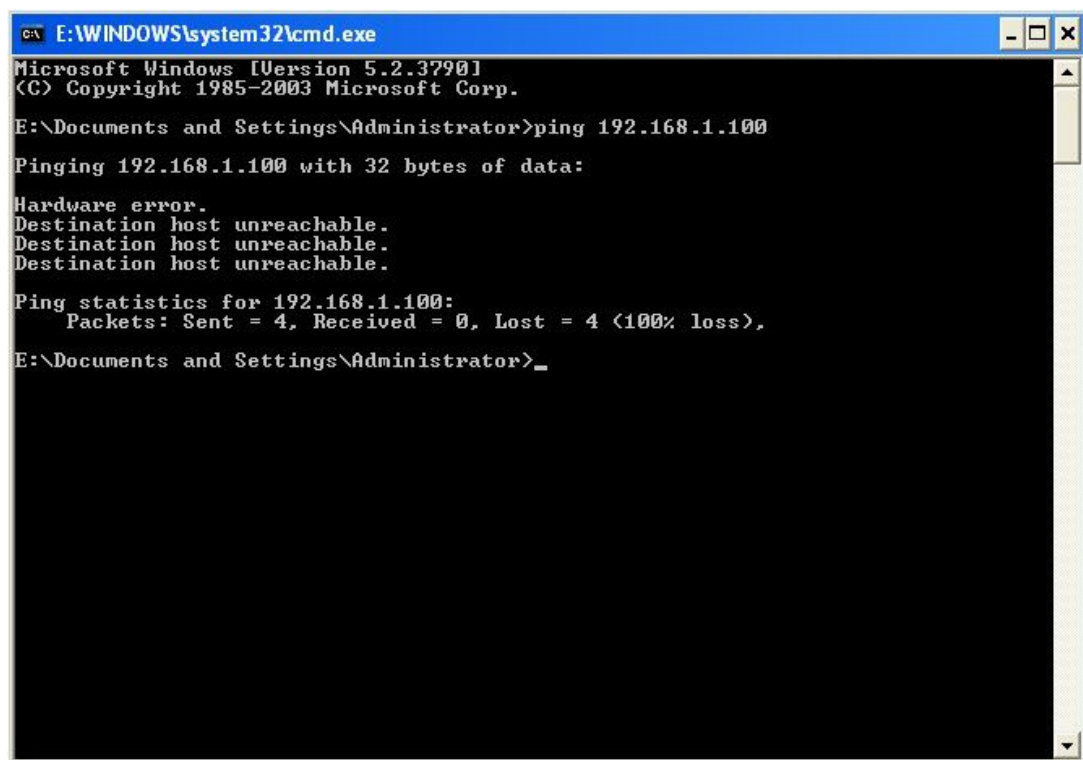 E:\WINDOWS\system32\cmd.exe
Microsoft Windows [Version 5.2.3790]
(C) Copyright 1985-2003 Microsoft Corp.
E:\Documents and Settings\Administrator>ping 192.168.1.100
Pinging 192.168.1.100 with 32 bytes of data:
Hardware error.
Destination host unreachable.
Destination host unreachable.
Destination host unreachable.
Ping statistics for 192.168.1.100:
Packets: Sent = 4, Received = 0, Lost = 4 (100% loss),
E:\Documents and Settings\Administrator>_